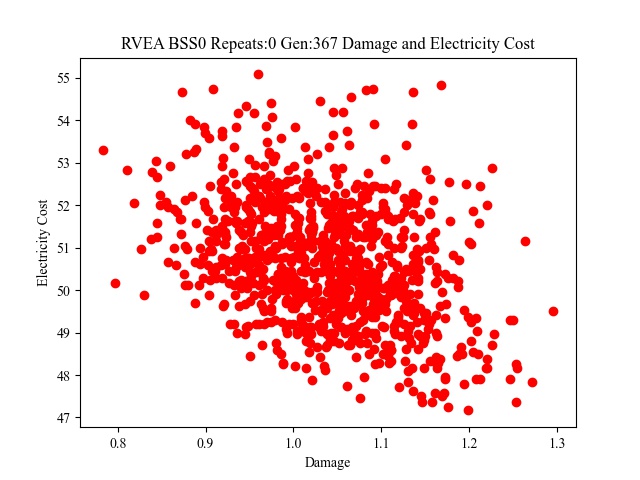 RVEA BSS0 Repeats:0 Gen:367 Damage and Electricity Cost
55
54
53
52
51
50
49
48
47
Electricity Cost
0.8 0.9 1.0 1.1 1.2 1.3
Damage